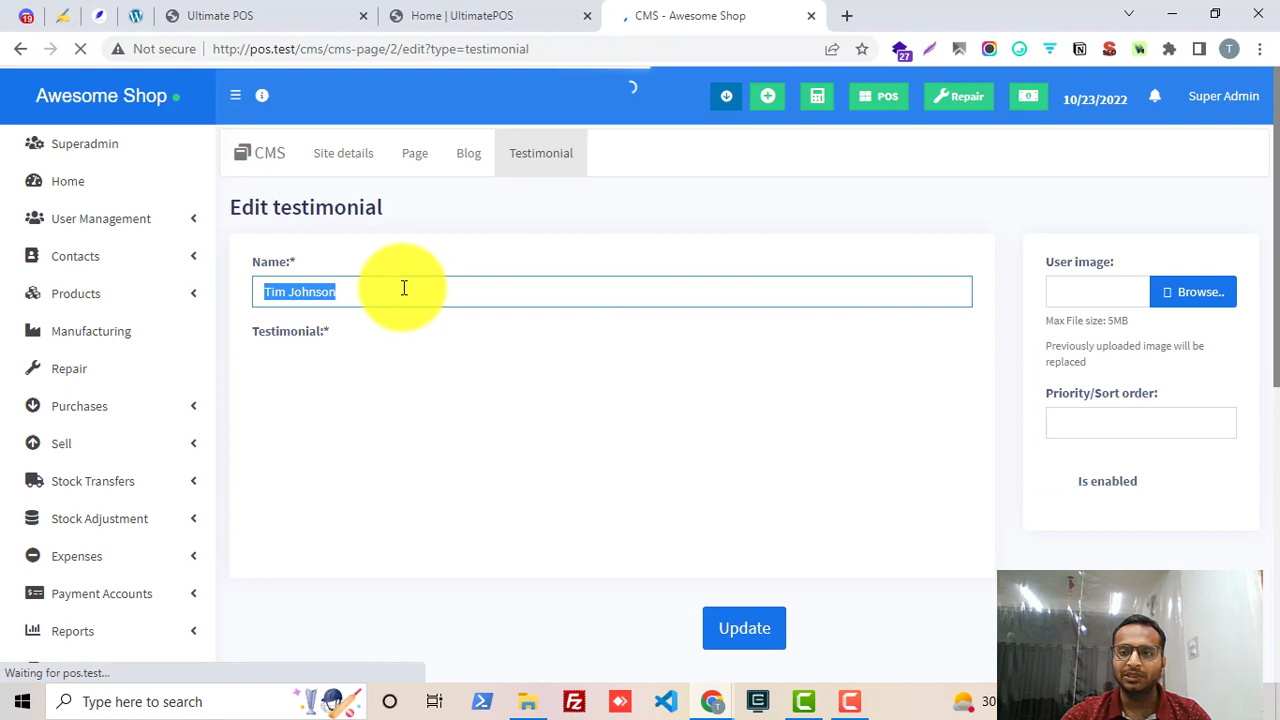 19
Ultimate POS
Home | UltimatePOS
CMS - Awesome Shop
Not secure
http://pos.test/cms/cms-page/2/edit?type=testimonial
27
T
Awesome Shop
POS
Repair
10/23/2022
Super Admin
Superadmin
Home
User Management
Contacts
Products
Manufacturing
Repair
Purchases
Sell
Stock Transfers
Stock Adjustment
Expenses
Payment Accounts
Reports
CMS
Site details
Page
Blog
Testimonial
Edit testimonial
Name:*
Tim Johnson
Testimonial:*
User image:
Browse..
Max File size: 5MB
Previously uploaded image will be
replaced
Priority/Sort order:
Is enabled
Update
Waiting for pos.test...
Type here to search
30